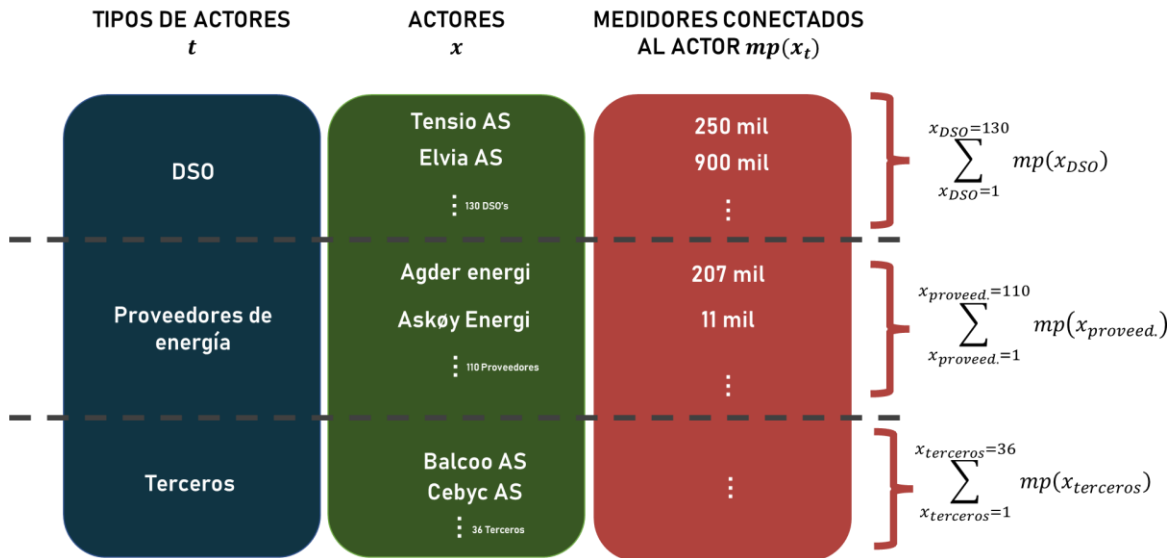 TIPOS DE ACTORES
t
ACTORES
x
MEDIDORES CONECTADOS
AL ACTOR mp(x_t)
DSO
Tensio AS
Elvia AS
⋮ 130 DSO's
250 mil
900 mil
⋮
x_DSO=130
∑ mp(x_DSO)
x_DSO=1
Proveedores de
energía
Agder energi
Askøy Energi
⋮ 110 Proveedores
207 mil
11 mil
⋮
x_proveed.=110
∑ mp(x_proveed.)
x_proveed.=1
Terceros
Balcoo AS
Cebyc AS
⋮ 36 Terceros
⋮
x_terceros=36
∑ mp(x_terceros)
x_terceros=1